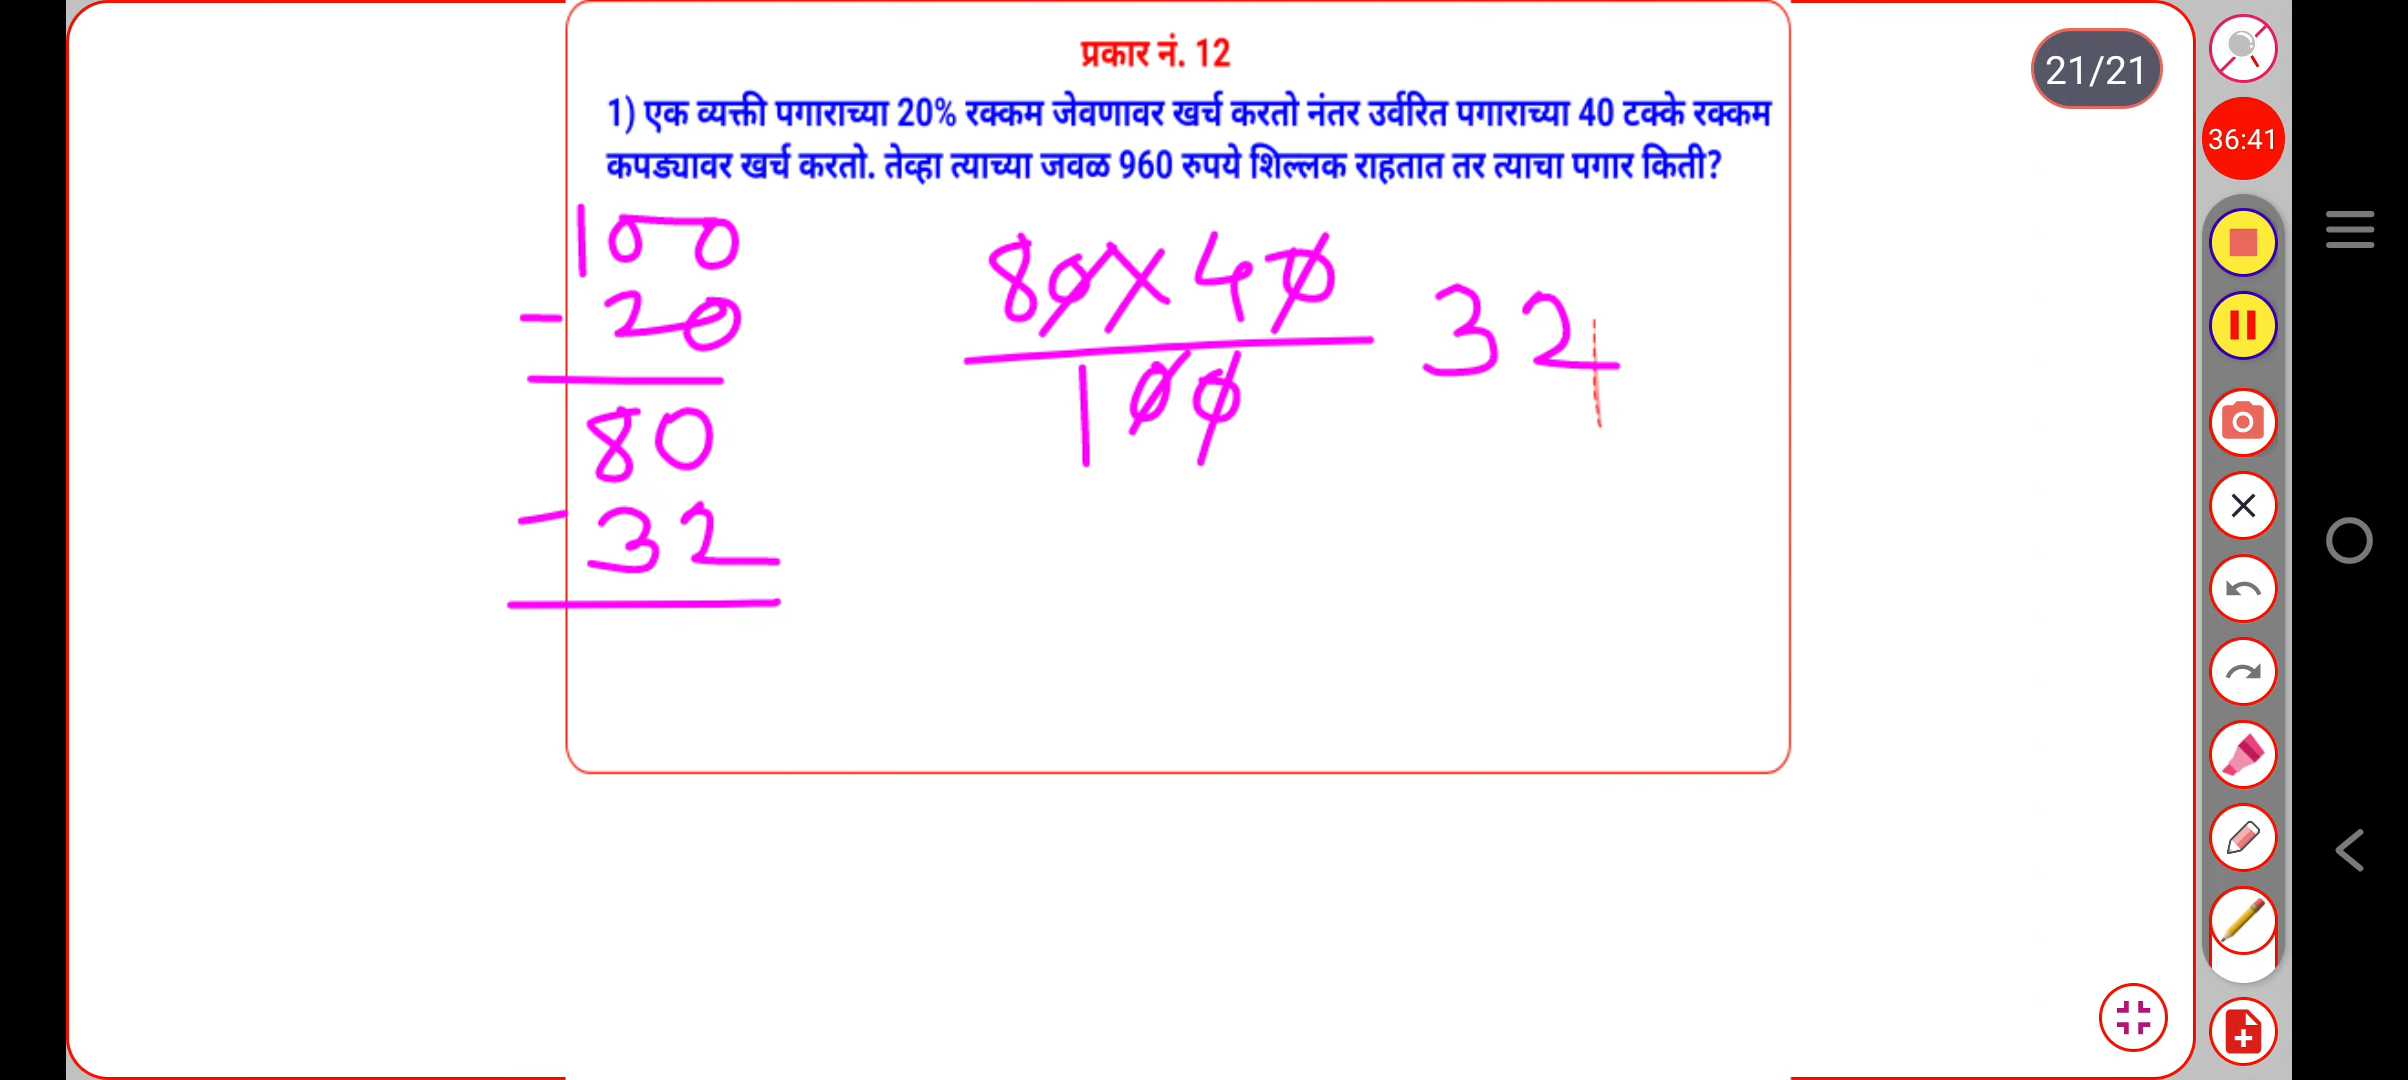 प्रकार नं. 12
21/21
1) एक व्यक्ती पगाराच्या 20% रक्कम जेवणावर खर्च करतो नंतर उर्वरित पगाराच्या 40 टक्के रक्कम
कपड्यावर खर्च करतो. तेव्हा त्याच्या जवळ 960 रुपये शिल्लक राहतात तर त्याचा पगार किती?
36:41
100
- 20
80
- 32
80 x 40
100
32